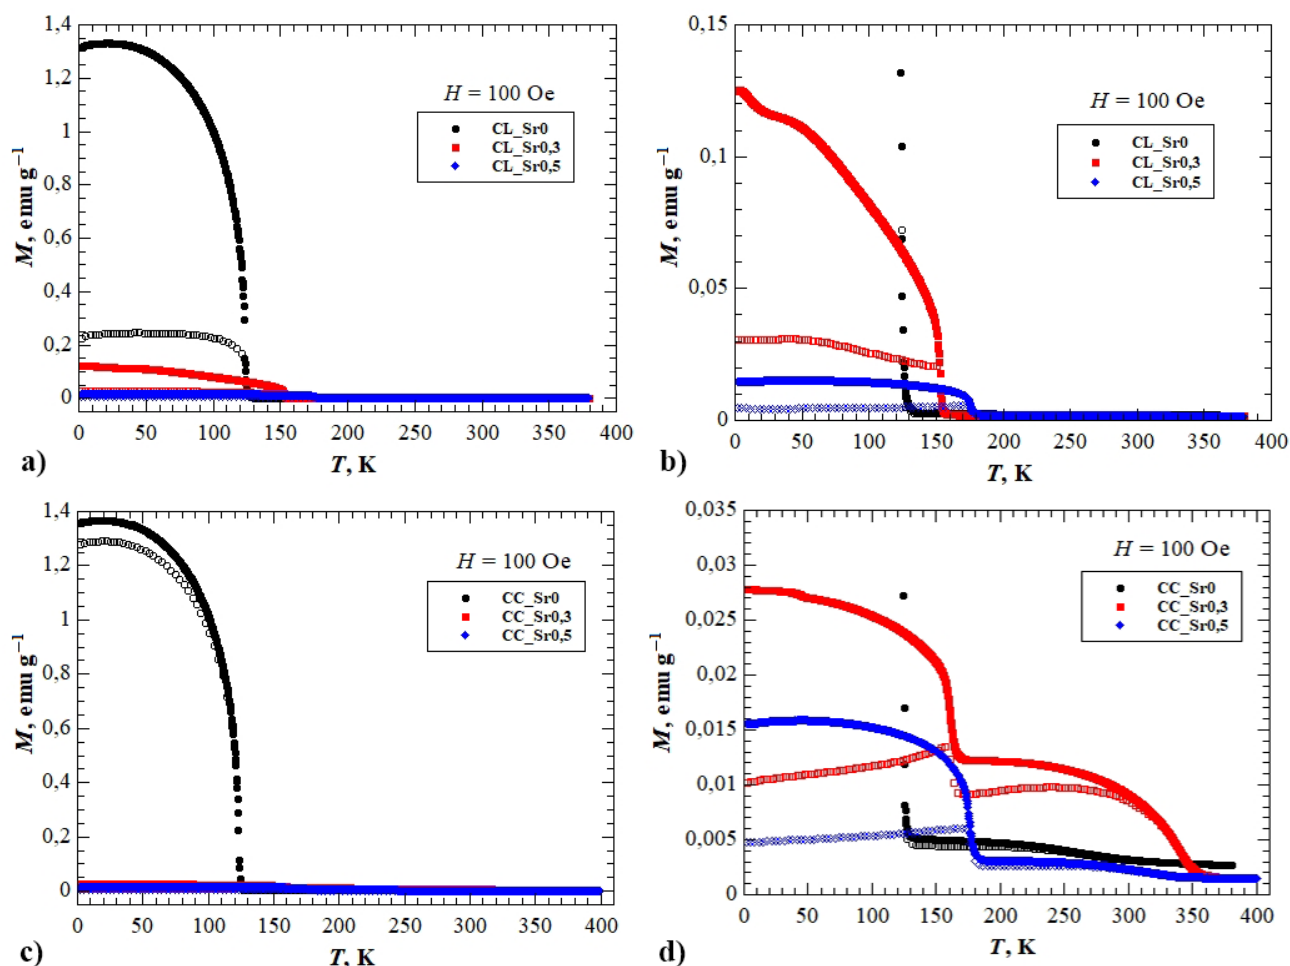 1,4
1,2
1
0,8
0,6
0,4
0,2
0
M, emu g⁻¹
H = 100 Oe
CL_Sr0
CL_Sr0,3
CL_Sr0,5
0 50 100 150 200 250 300 350 400
a)
T, K
0,15
0,1
0,05
0
M, emu g⁻¹
H = 100 Oe
CL_Sr0
CL_Sr0,3
CL_Sr0,5
0 50 100 150 200 250 300 350 400
b)
T, K
1,4
1,2
1
0,8
0,6
0,4
0,2
0
M, emu g⁻¹
H = 100 Oe
CC_Sr0
CC_Sr0,3
CC_Sr0,5
0 50 100 150 200 250 300 350 400
c)
T, K
0,035
0,03
0,025
0,02
0,015
0,01
0,005
0
M, emu g⁻¹
H = 100 Oe
CC_Sr0
CC_Sr0,3
CC_Sr0,5
0 50 100 150 200 250 300 350 400
d)
T, K